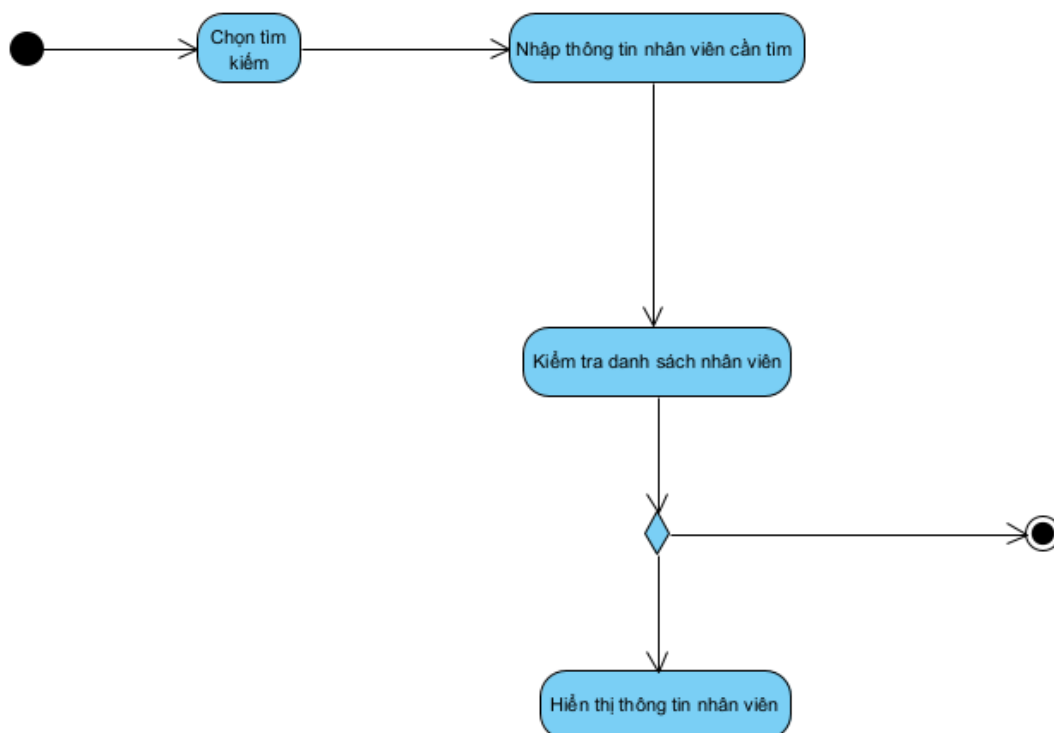 Chọn tìm
kiếm
Nhập thông tin nhân viên cần tìm
Kiểm tra danh sách nhân viên
Hiển thị thông tin nhân viên